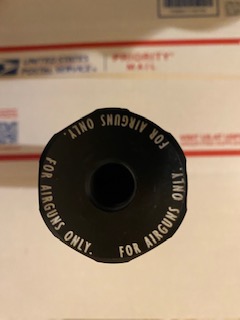 UNITED STATES
POSTAL SERVICE®
PRIORITY
MAIL
FOR AIRGUNS ONLY.
FOR AIRGUNS ONLY.
FOR AIRGUNS ONLY.